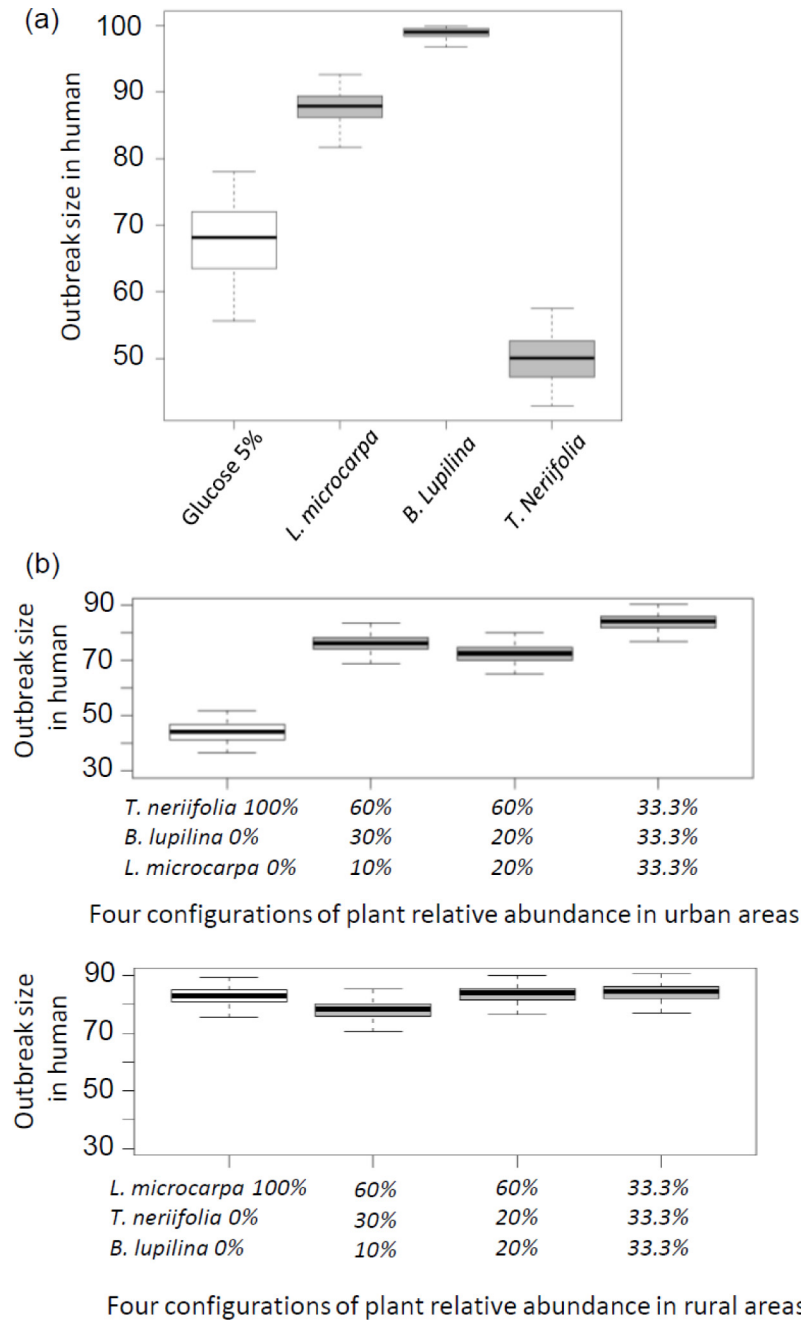 (a)
Outbreak size in human
100
90
80
70
60
50
Glucose 5%
L. microcarpa
B. Lupilina
T. Neriifolia
(b)
Outbreak size
in human
90
70
50
30
T. neriifolia 100% 60% 60% 33.3%
B. lupilina 0% 30% 20% 33.3%
L. microcarpa 0% 10% 20% 33.3%
Four configurations of plant relative abundance in urban areas
Outbreak size
in human
90
70
50
30
L. microcarpa 100% 60% 60% 33.3%
T. neriifolia 0% 30% 20% 33.3%
B. lupilina 0% 10% 20% 33.3%
Four configurations of plant relative abundance in rural areas